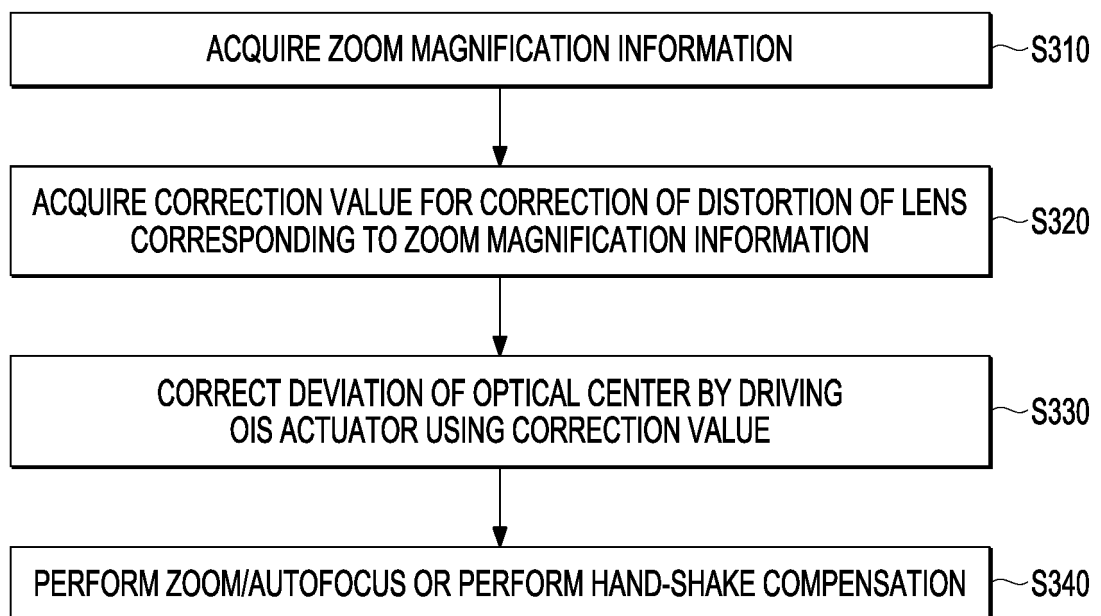 ACQUIRE ZOOM MAGNIFICATION INFORMATION
S310
ACQUIRE CORRECTION VALUE FOR CORRECTION OF DISTORTION OF LENS
CORRESPONDING TO ZOOM MAGNIFICATION INFORMATION
S320
CORRECT DEVIATION OF OPTICAL CENTER BY DRIVING
OIS ACTUATOR USING CORRECTION VALUE
S330
PERFORM ZOOM/AUTOFOCUS OR PERFORM HAND-SHAKE COMPENSATION
S340